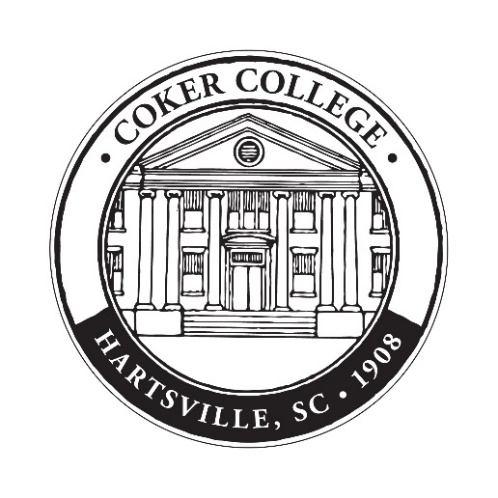 • COKER COLLEGE •
HARTSVILLE, SC • 1908